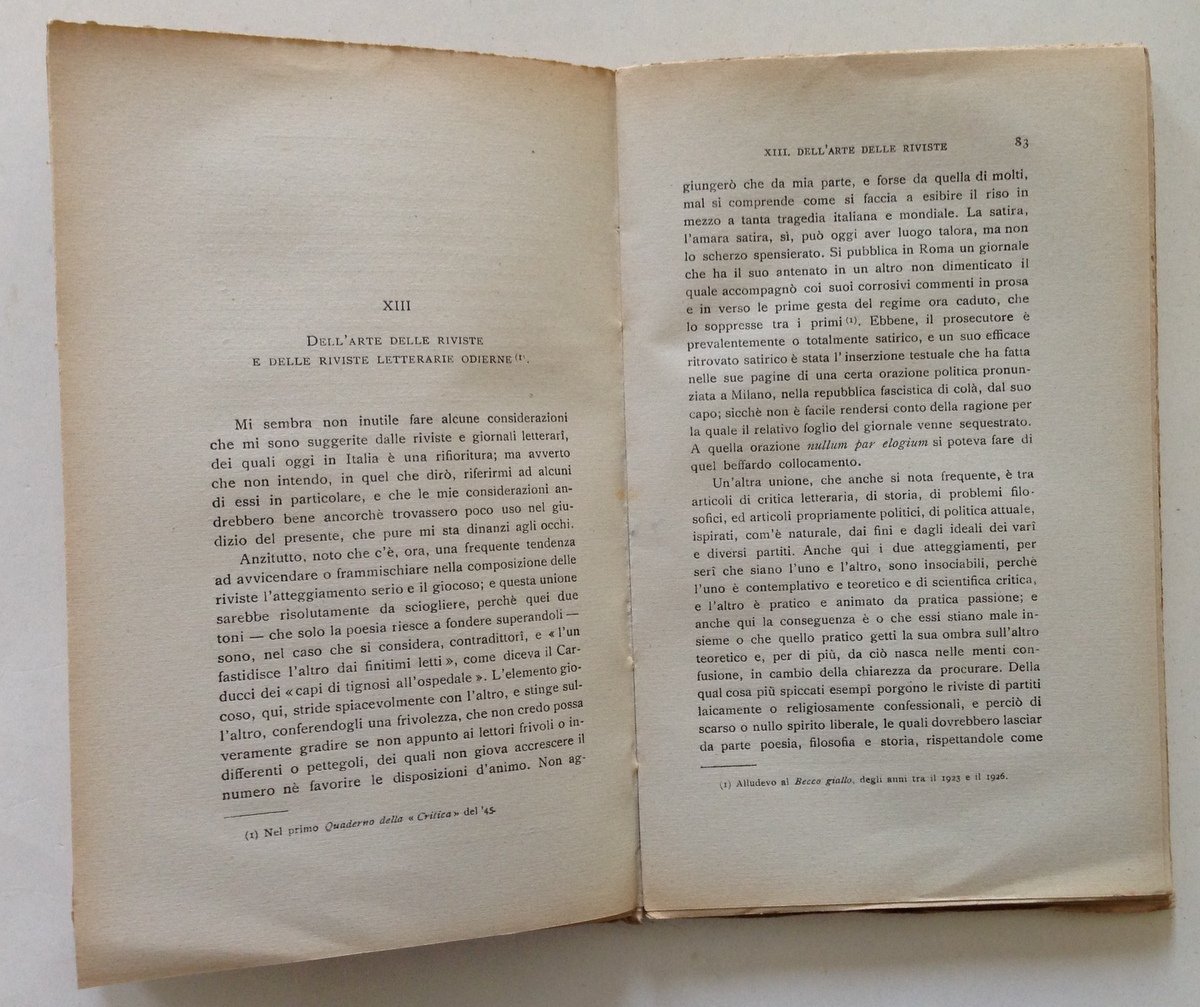 XIII
DELL'ARTE DELLE RIVISTE
E DELLE RIVISTE LETTERARIE ODIERNE (1).
Mi sembra non inutile fare alcune considerazioni
che mi sono suggerite dalle riviste e giornali letterarî,
dei quali oggi in Italia è una rifioritura; ma avverto
che non intendo, in quel che dirò, riferirmi ad alcuni
di essi in particolare, e che le mie considerazioni an-
drebbero bene ancorchè trovassero poco uso nel giu-
dizio del presente, che pure mi sta dinanzi agli occhi.
Anzitutto, noto che c'è, ora, una frequente tendenza
ad avvicendare o frammischiare nella composizione delle
riviste l'atteggiamento serio e il giocoso; e questa unione
sarebbe risolutamente da sciogliere, perchè quei due
toni — che solo la poesia riesce a fondere superandoli —
sono, nel caso che si considera, contradittorî, e « l'un
fastidisce l'altro dai finitimi letti », come diceva il Car-
ducci dei « capi di tignosi all'ospedale ». L'elemento gio-
coso, qui, stride spiacevolmente con l'altro, e stinge sul-
l'altro, conferendogli una frivolezza, che non credo possa
veramente gradire se non appunto ai lettori frivoli o in-
differenti o pettegoli, dei quali non giova accrescere il
numero nè favorire le disposizioni d'animo. Non ag-
(1) Nel primo Quaderno della « Critica » del '45.
XIII. DELL'ARTE DELLE RIVISTE 83
giungerò che da mia parte, e forse da quella di molti,
mal si comprende come si faccia a esibire il riso in
mezzo a tanta tragedia italiana e mondiale. La satira,
l'amara satira, sì, può oggi aver luogo talora, ma non
lo scherzo spensierato. Si pubblica in Roma un giornale
che ha il suo antenato in un altro non dimenticato il
quale accompagnò coi suoi corrosivi commenti in prosa
e in verso le prime gesta del regime ora caduto, che
lo soppresse tra i primi (1). Ebbene, il prosecutore è
prevalentemente o totalmente satirico, e un suo efficace
ritrovato satirico è stata l'inserzione testuale che ha fatta
nelle sue pagine di una certa orazione politica pronun-
ziata a Milano, nella repubblica fascistica di colà, dal suo
capo; sicchè non è facile rendersi conto della ragione per
la quale il relativo foglio del giornale venne sequestrato.
A quella orazione nullum par elogium si poteva fare di
quel beffardo collocamento.
Un'altra unione, che anche si nota frequente, è tra
articoli di critica letteraria, di storia, di problemi filo-
sofici, ed articoli propriamente politici, di politica attuale,
ispirati, com'è naturale, dai fini e dagli ideali dei varî
e diversi partiti. Anche qui i due atteggiamenti, per
serî che siano l'uno e l'altro, sono insociabili, perchè
l'uno è contemplativo e teoretico e di scientifica critica,
e l'altro è pratico e animato da pratica passione; e
anche qui la conseguenza è o che essi stiano male in-
sieme o che quello pratico getti la sua ombra sull'altro
teoretico e, per di più, da ciò nasca nelle menti con-
fusione, in cambio della chiarezza da procurare. Della
qual cosa più spiccati esempî porgono le riviste di partiti
laicamente o religiosamente confessionali, e perciò di
scarso o nullo spirito liberale, le quali dovrebbero lasciar
da parte poesia, filosofia e storia, rispettandole come
(1) Alludevo al Becco giallo, degli anni tra il 1923 e il 1926.